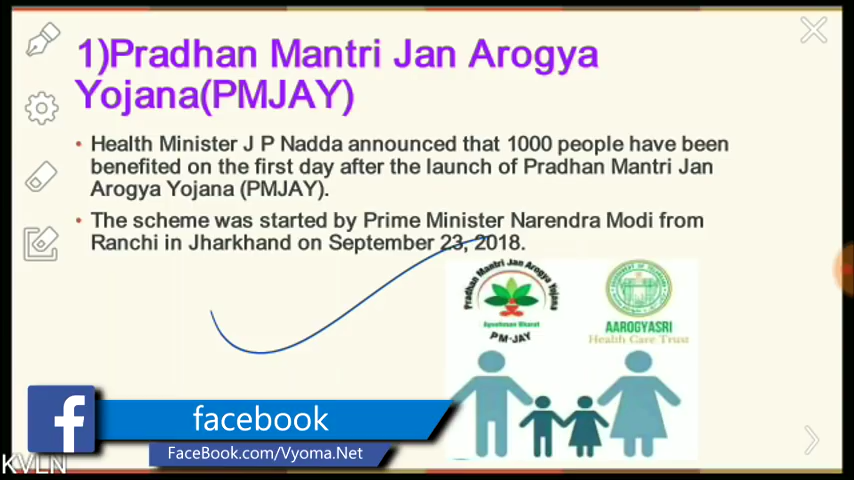 1)Pradhan Mantri Jan Arogya
Yojana(PMJAY)
Health Minister J P Nadda announced that 1000 people have been
benefited on the first day after the launch of Pradhan Mantri Jan
Arogya Yojana (PMJAY).
The scheme was started by Prime Minister Narendra Modi from
Ranchi in Jharkhand on September 23, 2018.
Pradhan Mantri Jan Arogya Yojana
Ayushman Bharat
PM-JAY
AAROGYASRI
Health Care Trust
f facebook
FaceBook.com/Vyoma.Net
KVLN